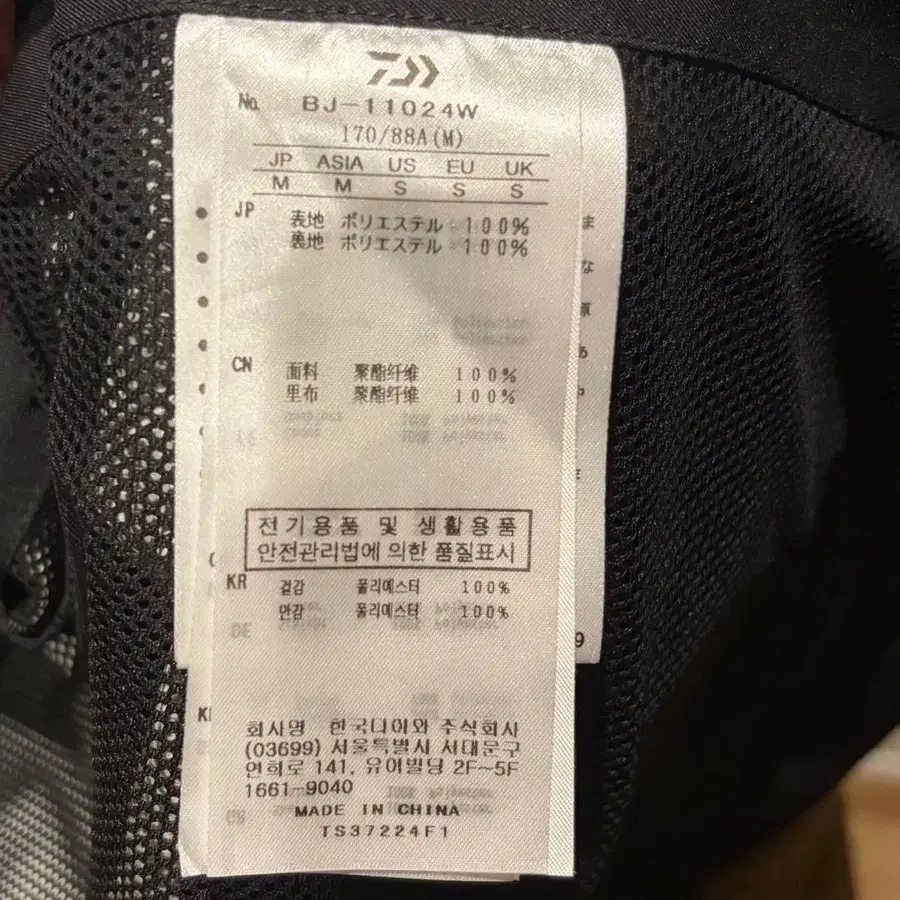 No. BJ-11024W
170/88A(M)
JP ASIA US EU UK
M M S S S
JP 表地 ポリエステル 100%
裏地 ポリエステル 100%
CN 面料 聚酯纤维 100%
里布 聚酯纤维 100%
전기용품 및 생활용품
안전관리법에 의한 품질표시
KR 겉감 폴리에스터 100%
안감 폴리에스터 100%
회사명 한국다이와 주식회사
(03699) 서울특별시 서대문구
연희로 141, 유어빌딩 2F~5F
1661-9040
MADE IN CHINA
TS37224F1